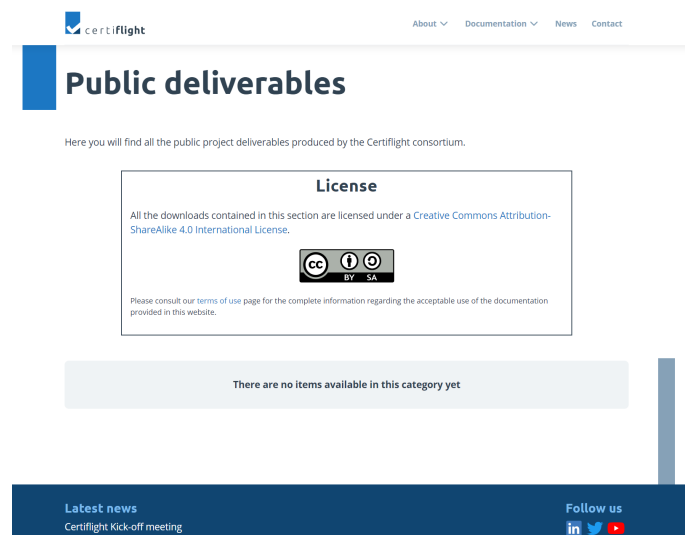 certiflight
About Documentation News Contact
Public deliverables
Here you will find all the public project deliverables produced by the Certiflight consortium.
License
All the downloads contained in this section are licensed under a Creative Commons Attribution-
ShareAlike 4.0 International License.
cc
BY SA
Please consult our terms of use page for the complete information regarding the acceptable use of the documentation
provided in this website.
There are no items available in this category yet
Latest news Follow us
Certiflight Kick-off meeting in